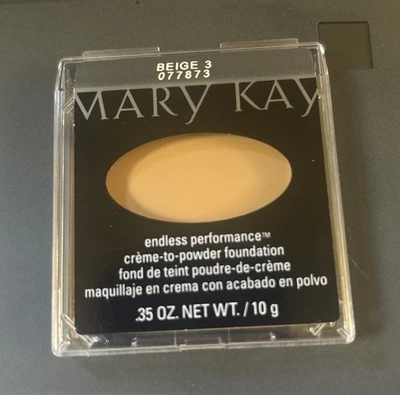 BEIGE 3
077873
MARY KAY
endless performance™
crème-to-powder foundation
fond de teint poudre-de-crème
maquillaje en crema con acabado en polvo
.35 OZ. NET WT. / 10 g